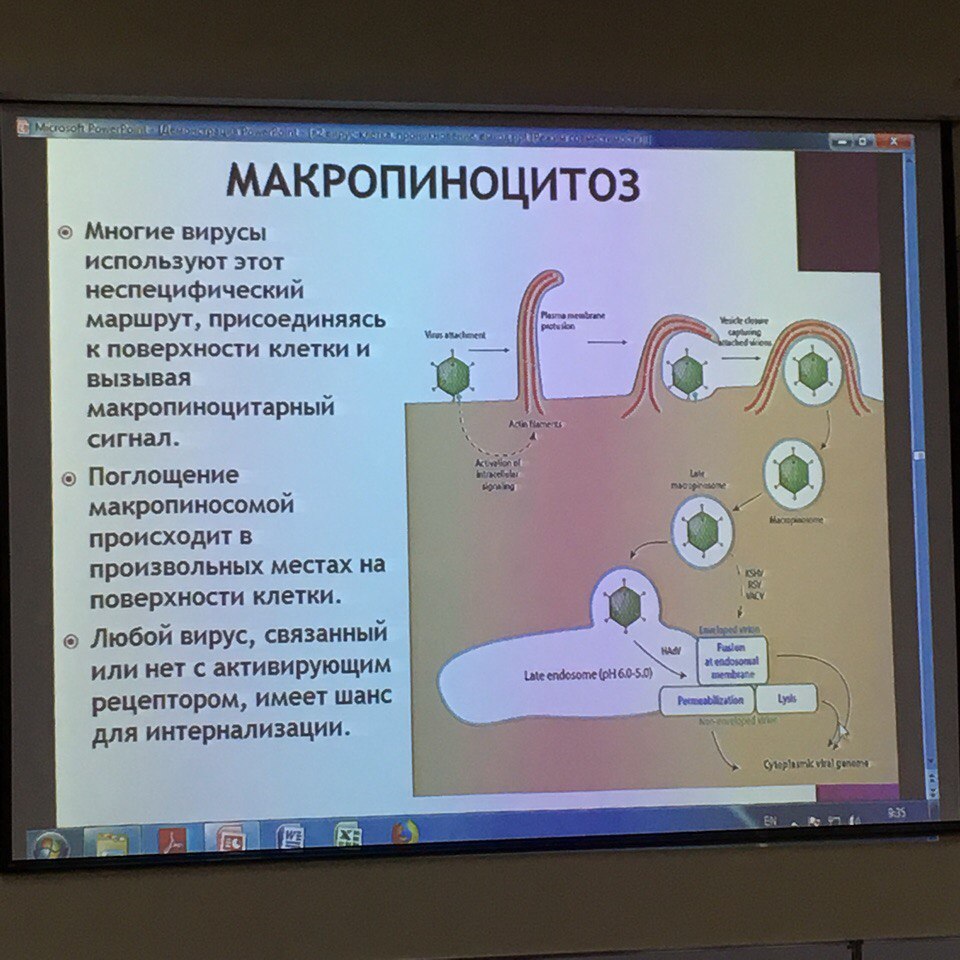 Microsoft PowerPoint - [Демонстрация PowerPoint - [
МАКРОПИНОЦИТОЗ
Многие вирусы
используют этот
неспецифический
маршрут, присоединяясь
к поверхности клетки и
вызывая
макропиноцитарный
сигнал.
Поглощение
макропиносомой
происходит в
произвольных местах на
поверхности клетки.
Любой вирус, связанный
или нет с активирующим
рецептором, имеет шанс
для интернализации.
Virus attachment
Plasma membrane
protusion
Vesicle closure
capturing
attached virions
Actin filaments
Activation of
intracellular
signaling
Late
macropinosome
Macropinosome
KSHV
RSV
VACV
Enveloped virion
HAdV
Fusion
at endosomal
membrane
Late endosome (pH 6.0-5.0)
Permeabilization
Lysis
Non-enveloped virion
Cytoplasmic viral genome
EN
9:35